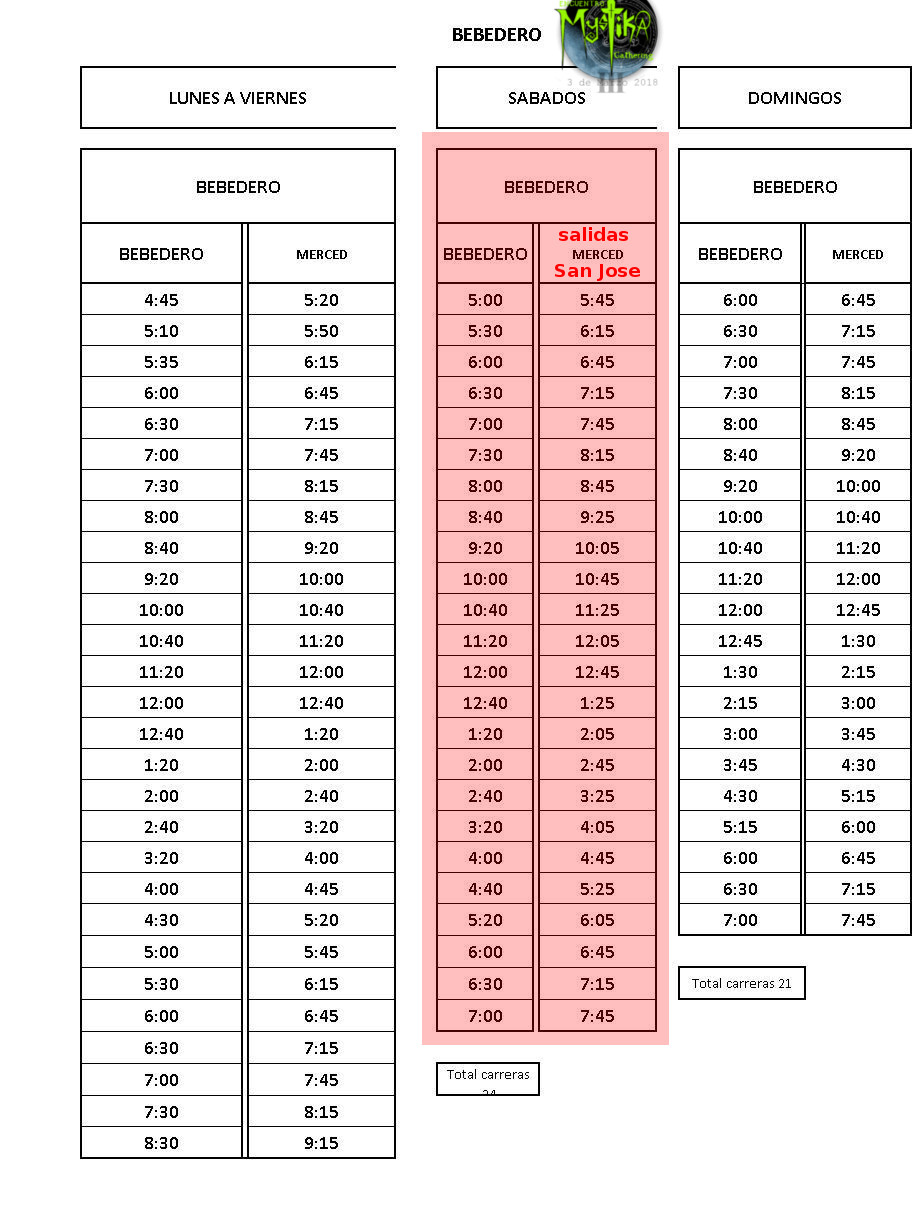 BEBEDERO
ENCUENTRO
MysTiKA
Gathering
III
LUNES A VIERNES
SABADOS
DOMINGOS
BEBEDERO
BEBEDERO
BEBEDERO
BEBEDERO MERCED BEBEDERO salidas MERCED San Jose BEBEDERO MERCED
4:45 5:20 5:00 5:45 6:00 6:45
5:10 5:50 5:30 6:15 6:30 7:15
5:35 6:15 6:00 6:45 7:00 7:45
6:00 6:45 6:30 7:15 7:30 8:15
6:30 7:15 7:00 7:45 8:00 8:45
7:00 7:45 7:30 8:15 8:40 9:20
7:30 8:15 8:00 8:45 9:20 10:00
8:00 8:45 8:40 9:25 10:00 10:40
8:40 9:20 9:20 10:05 10:40 11:20
9:20 10:00 10:00 10:45 11:20 12:00
10:00 10:40 10:40 11:25 12:00 12:45
10:40 11:20 11:20 12:05 12:45 1:30
11:20 12:00 12:00 12:45 1:30 2:15
12:00 12:40 12:40 1:25 2:15 3:00
12:40 1:20 1:20 2:05 3:00 3:45
1:20 2:00 2:00 2:45 3:45 4:30
2:00 2:40 2:40 3:25 4:30 5:15
2:40 3:20 3:20 4:05 5:15 6:00
3:20 4:00 4:00 4:45 6:00 6:45
4:00 4:45 4:40 5:25 6:30 7:15
4:30 5:20 5:20 6:05 7:00 7:45
5:00 5:45 6:00 6:45
5:30 6:15 6:30 7:15 Total carreras 21
6:00 6:45 7:00 7:45
6:30 7:15
7:00 7:45 Total carreras
7:30 8:15
8:30 9:15